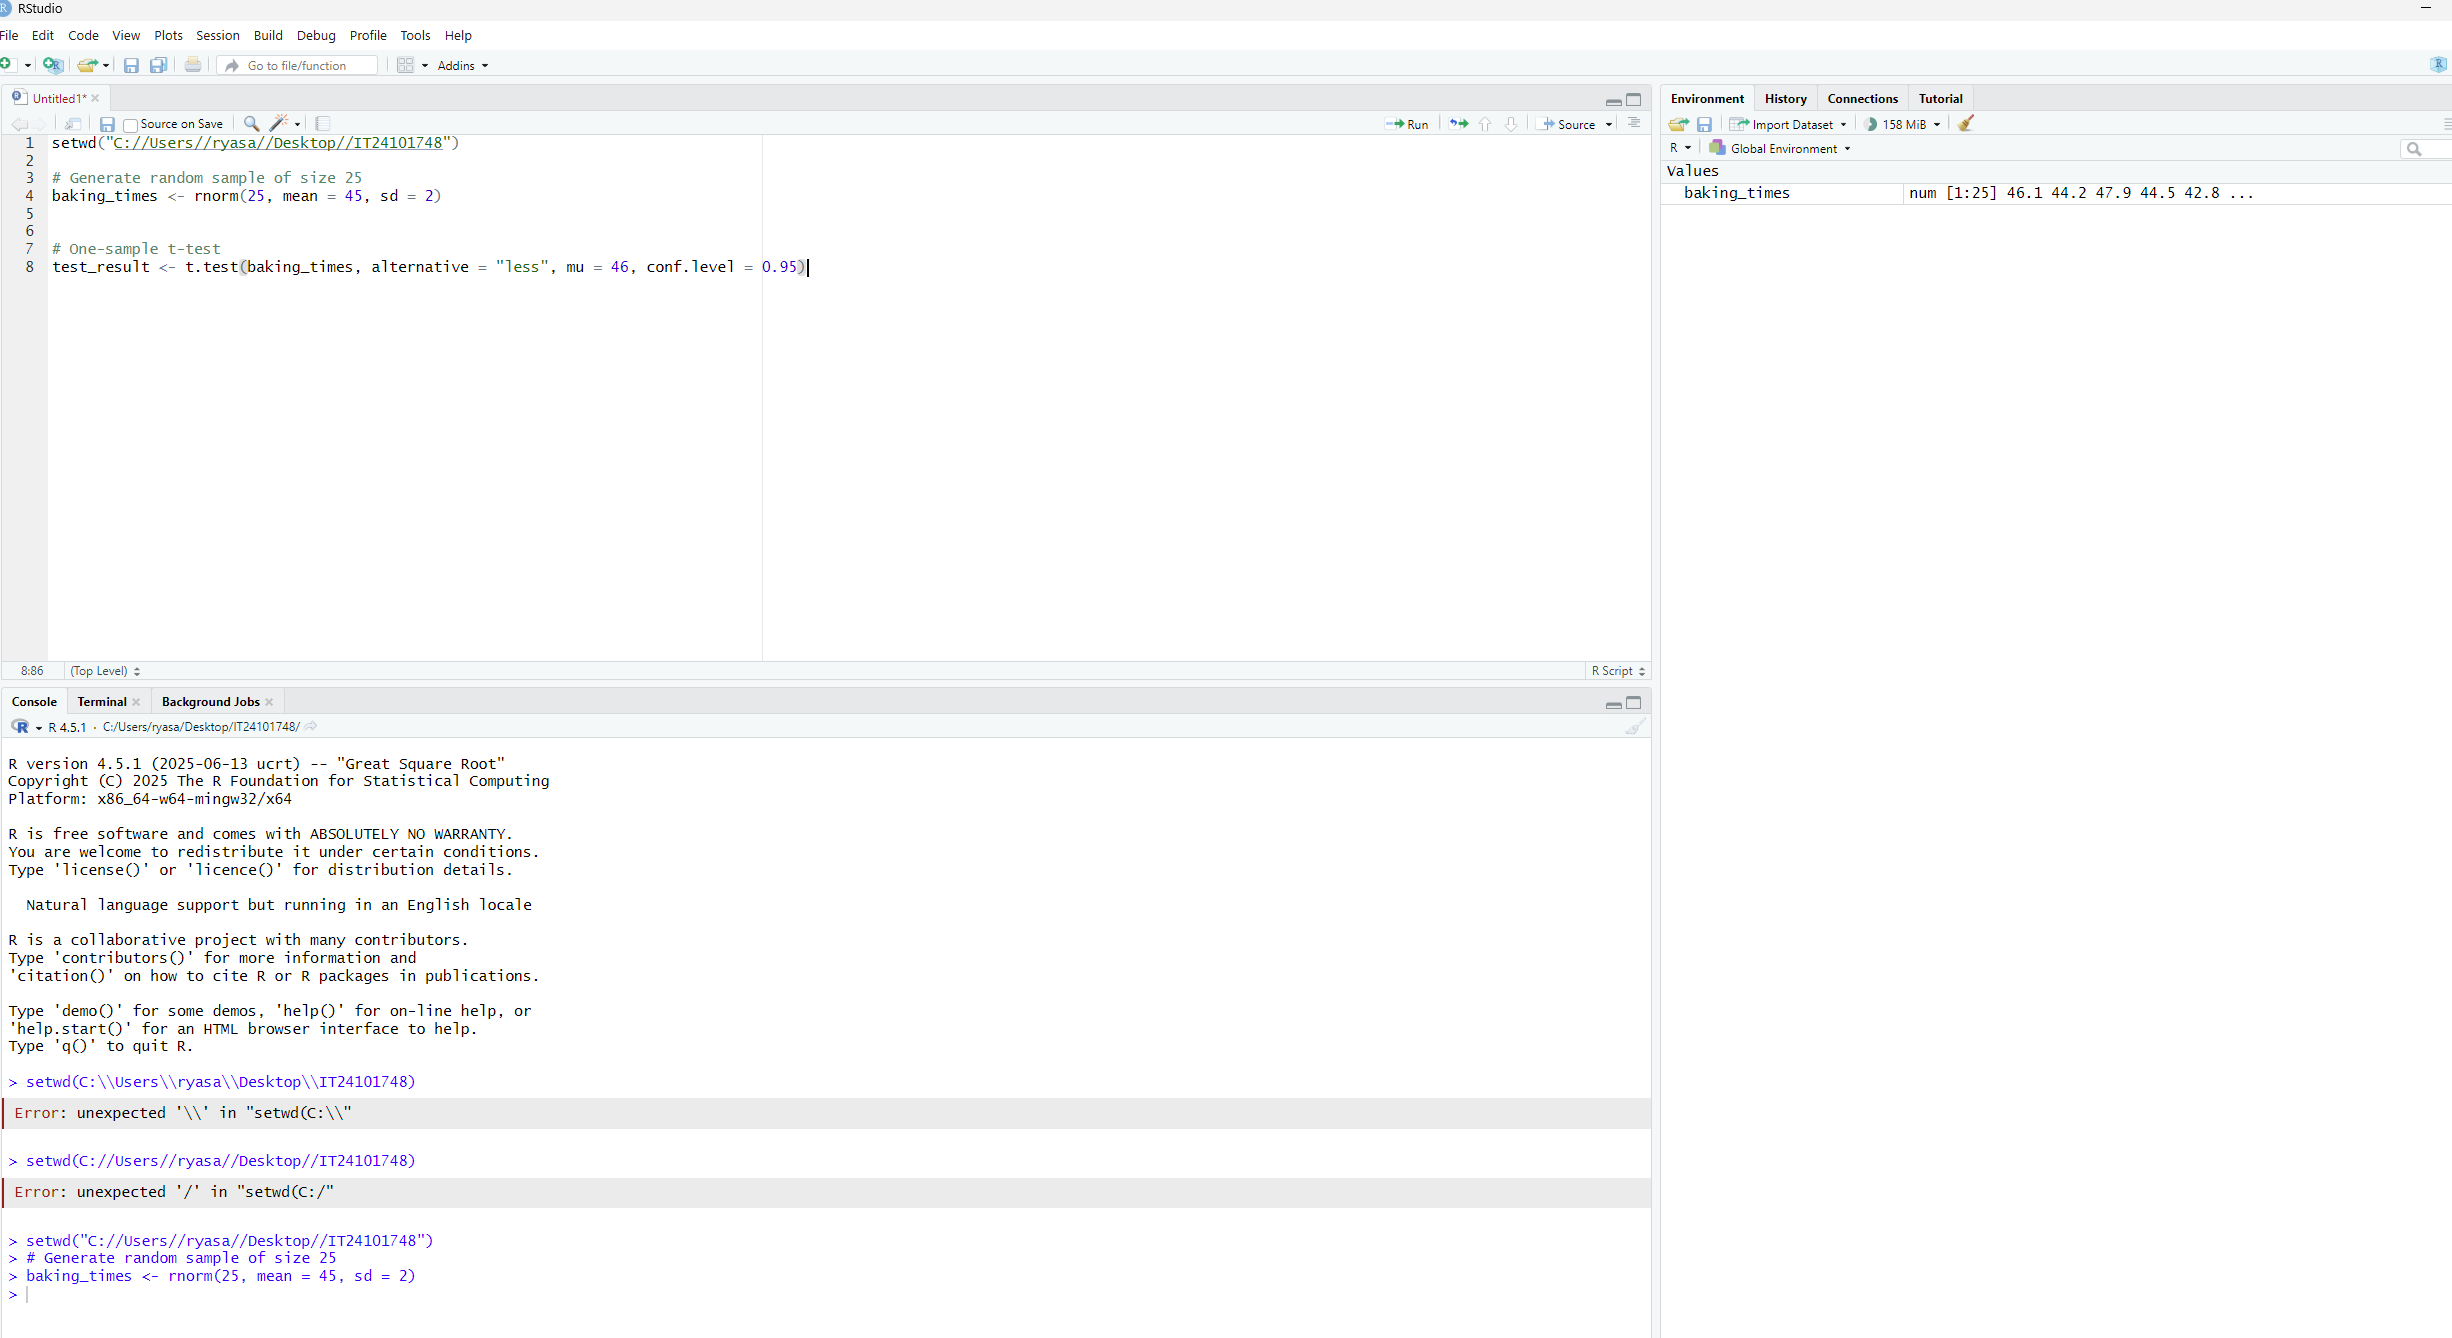 RStudio
File Edit Code View Plots Session Build Debug Profile Tools Help
Go to file/function Addins
Untitled1*
Source on Save Run Source
1 setwd("C://Users//ryasa//Desktop//IT24101748")
2
3 # Generate random sample of size 25
4 baking_times <- rnorm(25, mean = 45, sd = 2)
5
6
7 # One-sample t-test
8 test_result <- t.test(baking_times, alternative = "less", mu = 46, conf.level = 0.95)
8:86 (Top Level) R Script
Console Terminal Background Jobs
R 4.5.1 · C:/Users/ryasa/Desktop/IT24101748/
R version 4.5.1 (2025-06-13 ucrt) -- "Great Square Root"
Copyright (C) 2025 The R Foundation for Statistical Computing
Platform: x86_64-w64-mingw32/x64
R is free software and comes with ABSOLUTELY NO WARRANTY.
You are welcome to redistribute it under certain conditions.
Type 'license()' or 'licence()' for distribution details.
Natural language support but running in an English locale
R is a collaborative project with many contributors.
Type 'contributors()' for more information and
'citation()' on how to cite R or R packages in publications.
Type 'demo()' for some demos, 'help()' for on-line help, or
'help.start()' for an HTML browser interface to help.
Type 'q()' to quit R.
> setwd(C:\\Users\\ryasa\\Desktop\\IT24101748)
Error: unexpected '\\' in "setwd(C:\\"
> setwd(C://Users//ryasa//Desktop//IT24101748)
Error: unexpected '/' in "setwd(C:/"
> setwd("C://Users//ryasa//Desktop//IT24101748")
> # Generate random sample of size 25
> baking_times <- rnorm(25, mean = 45, sd = 2)
>
Environment History Connections Tutorial
Import Dataset 158 MiB
R Global Environment
Values
baking_times num [1:25] 46.1 44.2 47.9 44.5 42.8 ...